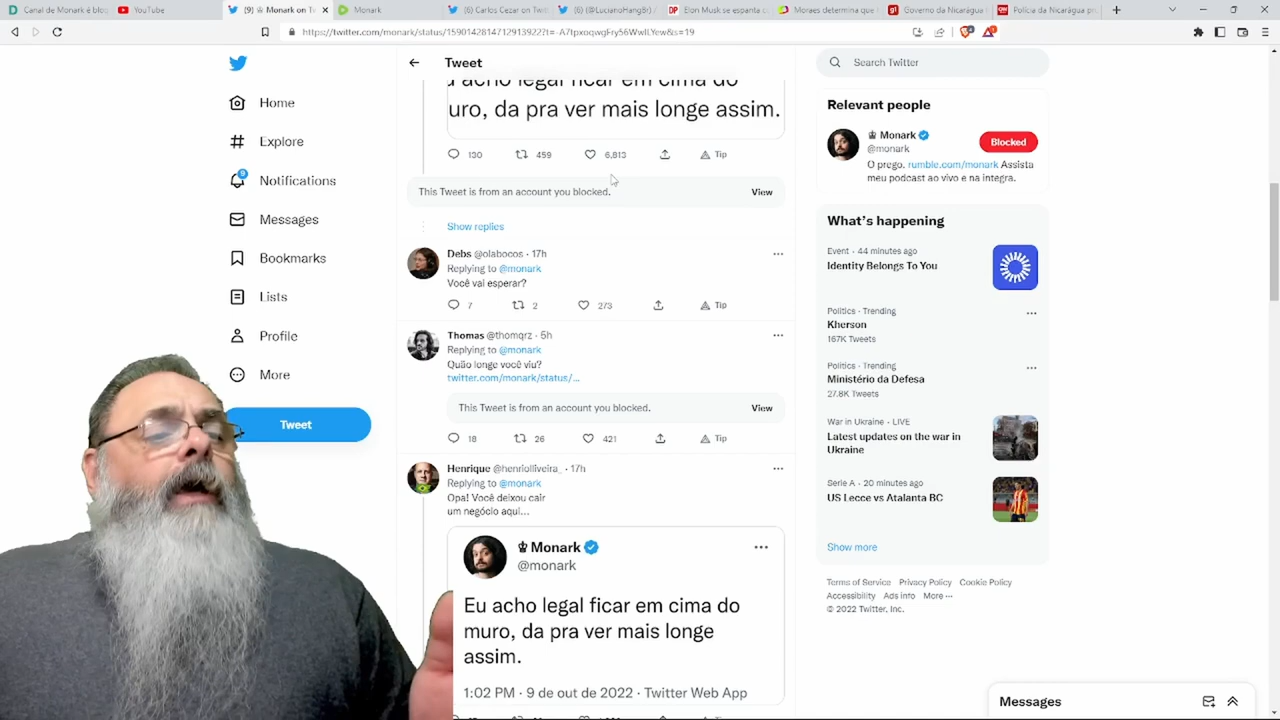 Canal de Monark é bloq
YouTube
(9) ♔ Monark on T
Monark
Carlos Cezar on Twitt
(@LucianoHang8r)
Elon Musk se espanta c
Moraes determina que
Governo da Nicarágu
Polícia da Nicarágua pr
Tweet
Search Twitter
Home
Explore
9
Notifications
Messages
Bookmarks
Lists
Profile
More
Tweet
Eu acho legal ficar em cima do
muro, da pra ver mais longe assim.
130 459 6,813 Tip
This Tweet is from an account you blocked. View
Show replies
Debs @olabocos · 17h
Replying to @monark
Você vai esperar?
7 2 273 Tip
Thomas @thomqrz · 5h
Replying to @monark
Quão longe você viu?
twitter.com/monark/status/...
This Tweet is from an account you blocked. View
18 26 421 Tip
Henrique @henriolliveira_ · 17h
Replying to @monark
Opa! Você deixou cair
um negócio aqui...
♔ Monark
@monark
Eu acho legal ficar em cima do
muro, da pra ver mais longe
assim.
1:02 PM · 9 de out de 2022 · Twitter Web App
Relevant people
♔ Monark
@monark
Blocked
O prego. rumble.com/monark Assista
meu podcast ao vivo e na íntegra.
What's happening
Event · 44 minutes ago
Identity Belongs To You
Politics · Trending
Kherson
167K Tweets
Politics · Trending
Ministério da Defesa
27.8K Tweets
War in Ukraine · LIVE
Latest updates on the war in
Ukraine
Serie A · 20 minutes ago
US Lecce vs Atalanta BC
Show more
Terms of Service Privacy Policy Cookie Policy
Accessibility Ads info More ···
© 2022 Twitter, Inc.
Messages